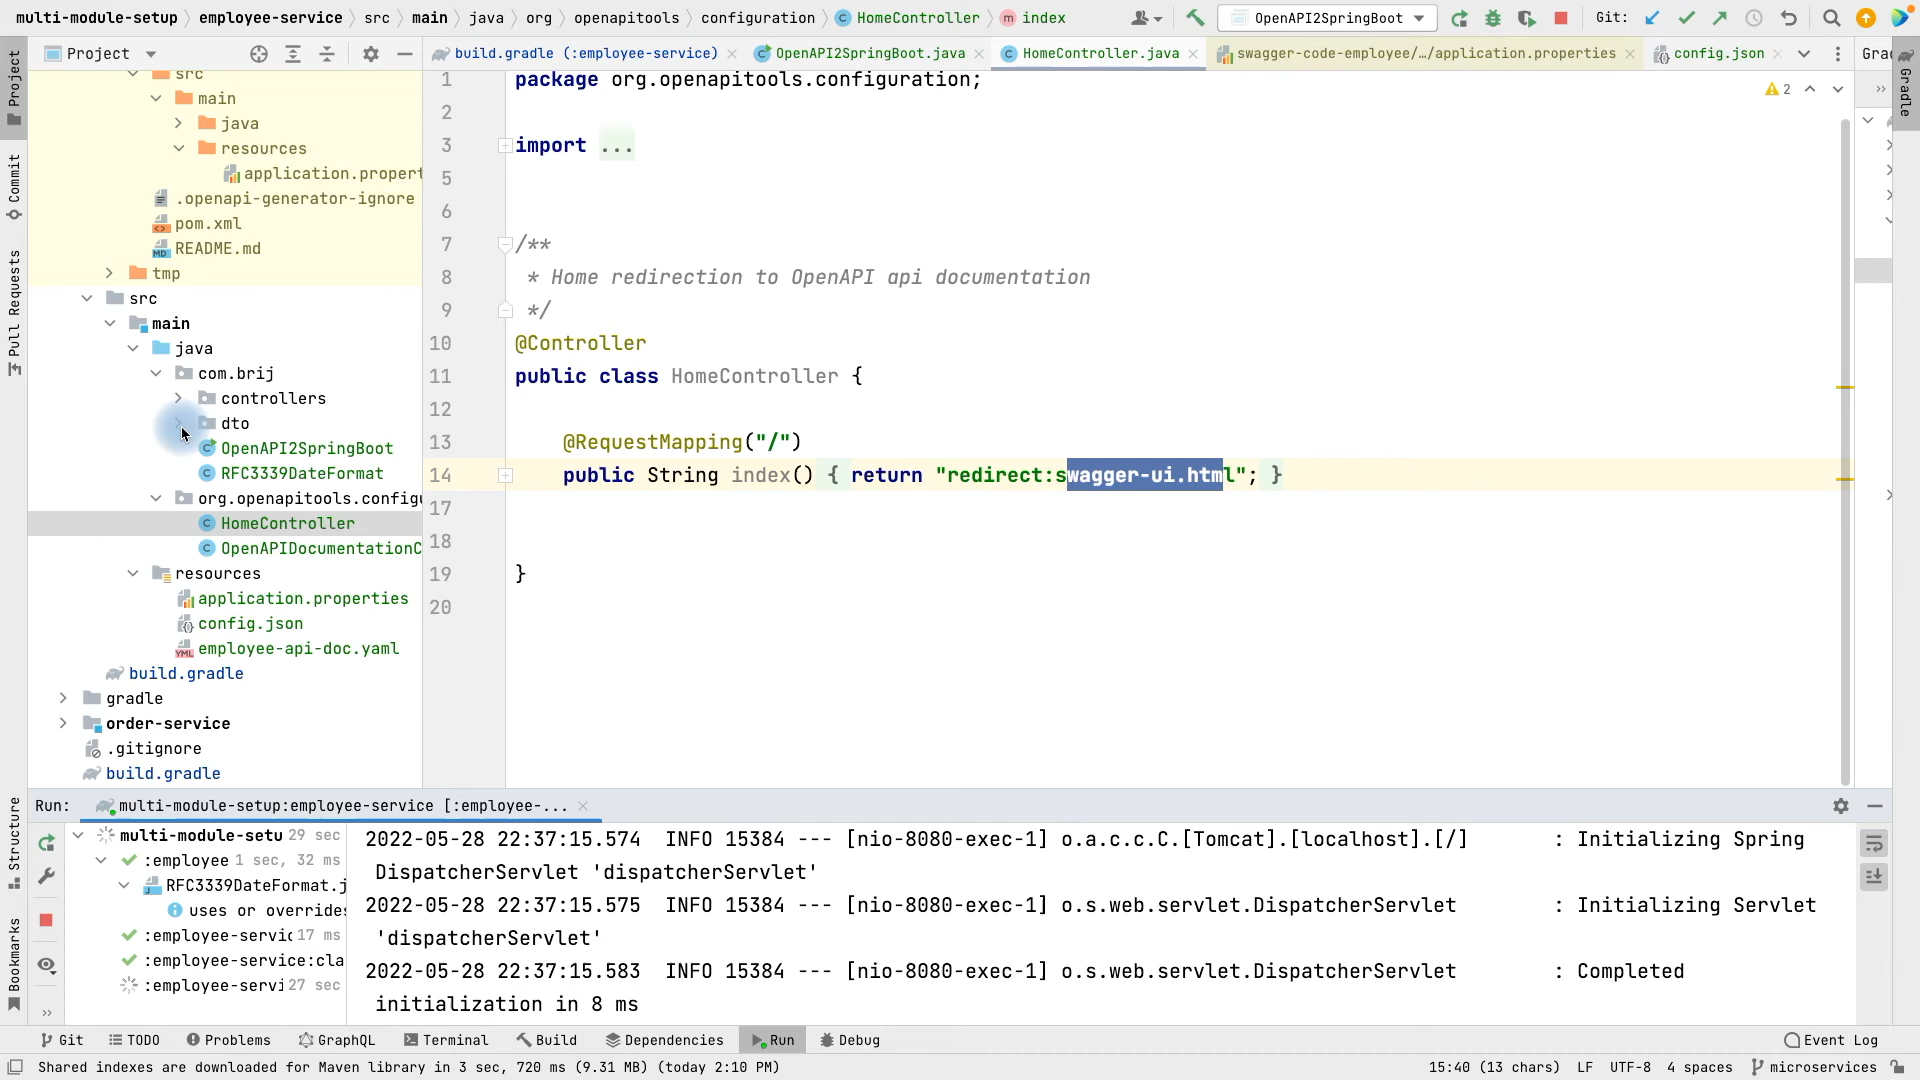 multi-module-setup employee-service src main java org openapitools configuration HomeController index OpenAPI2SpringBoot Git:
Project build.gradle (:employee-service) OpenAPI2SpringBoot.java HomeController.java swagger-code-employee/…/application.properties config.json Grac
Project
Commit
Pull Requests
Structure
Bookmarks
Gradle
src
main
java
resources
application.propert
.openapi-generator-ignore
pom.xml
README.md
tmp
src
main
java
com.brij
controllers
dto
OpenAPI2SpringBoot
RFC3339DateFormat
org.openapitools.config
HomeController
OpenAPIDocumentationC
resources
application.properties
config.json
employee-api-doc.yaml
build.gradle
gradle
order-service
.gitignore
build.gradle
2
1 package org.openapitools.configuration;
2
3 import ...
5
6
7 /**
8 * Home redirection to OpenAPI api documentation
9 */
10 @Controller
11 public class HomeController {
12
13 @RequestMapping("/")
14 public String index() { return "redirect:swagger-ui.html"; }
17
18
19 }
20
Run: multi-module-setup:employee-service [:employee-...
multi-module-setu 29 sec
:employee 1 sec, 32 ms
RFC3339DateFormat.j
uses or overrides
:employee-servic 17 ms
:employee-service:cla
:employee-servi 27 sec
2022-05-28 22:37:15.574 INFO 15384 --- [nio-8080-exec-1] o.a.c.c.C.[Tomcat].[localhost].[/] : Initializing Spring
DispatcherServlet 'dispatcherServlet'
2022-05-28 22:37:15.575 INFO 15384 --- [nio-8080-exec-1] o.s.web.servlet.DispatcherServlet : Initializing Servlet
'dispatcherServlet'
2022-05-28 22:37:15.583 INFO 15384 --- [nio-8080-exec-1] o.s.web.servlet.DispatcherServlet : Completed
initialization in 8 ms
Git TODO Problems GraphQL Terminal Build Dependencies Run Debug Event Log
Shared indexes are downloaded for Maven library in 3 sec, 720 ms (9.31 MB) (today 2:10 PM) 15:40 (13 chars) LF UTF-8 4 spaces microservices